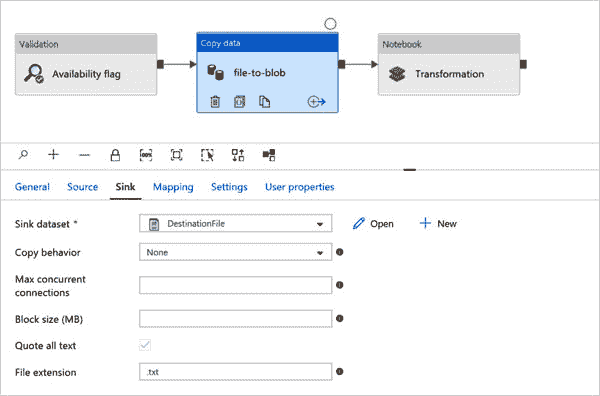 Validation
Availability flag
Copy data
file-to-blob
Notebook
Transformation
100%
General Source Sink Mapping Settings User properties
Sink dataset * DestinationFile Open New
Copy behavior None
Max concurrent
connections
Block size (MB)
Quote all text
File extension .txt